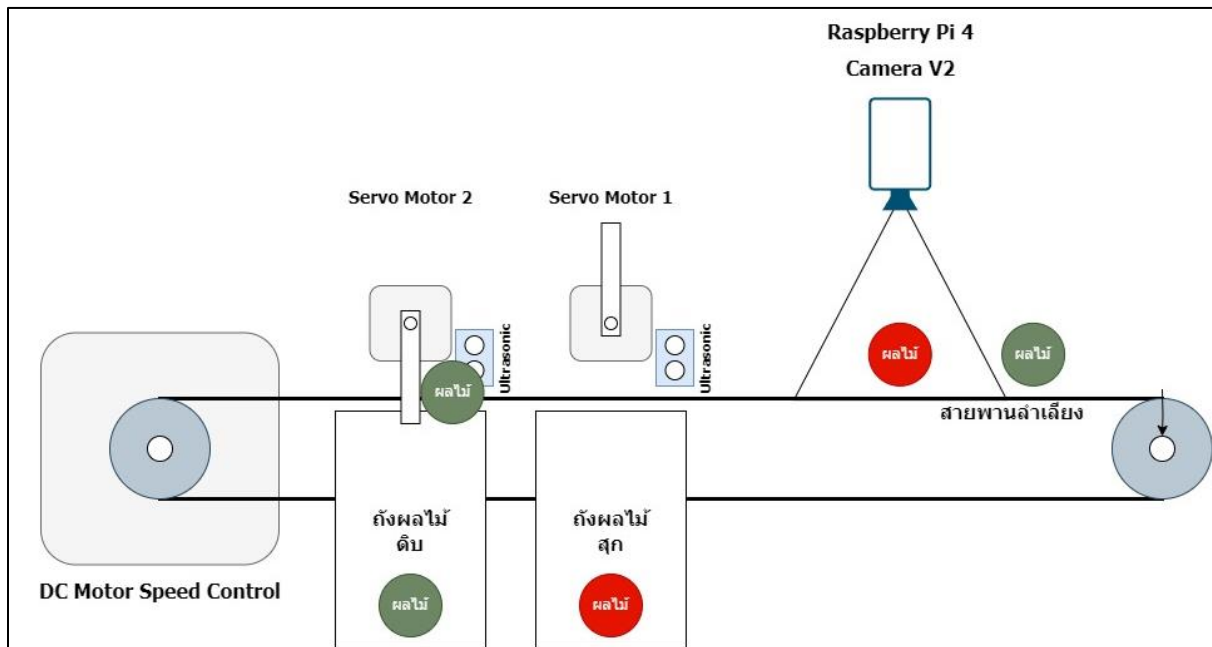 Raspberry Pi 4
Camera V2
Servo Motor 2
Servo Motor 1
Ultrasonic
Ultrasonic
ผลไม้
ผลไม้
ผลไม้
สายพานลำเลียง
ถังผลไม้
ดิบ
ถังผลไม้
สุก
ผลไม้
ผลไม้
DC Motor Speed Control